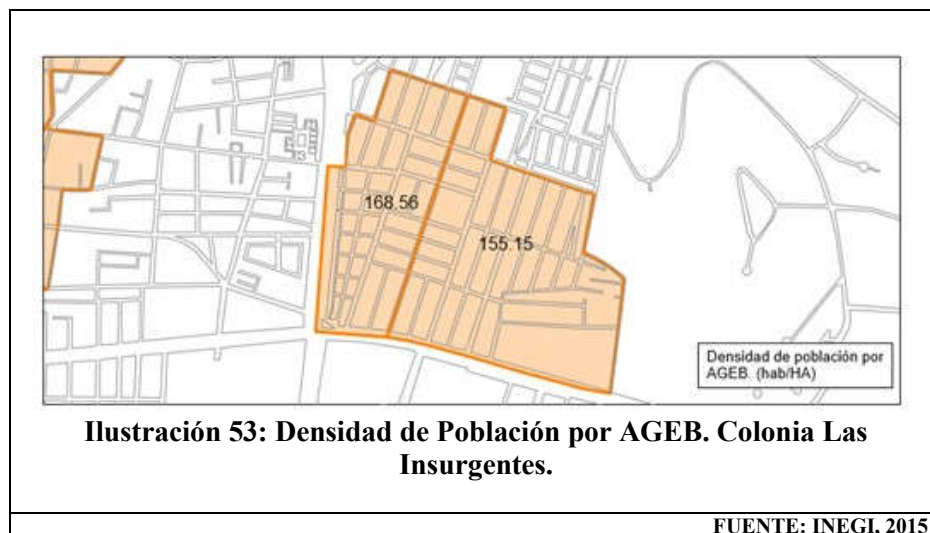 168.56
155.15
Densidad de población por
AGEB. (hab/HA)
Ilustración 53: Densidad de Población por AGEB. Colonia Las
Insurgentes.
FUENTE: INEGI, 2015